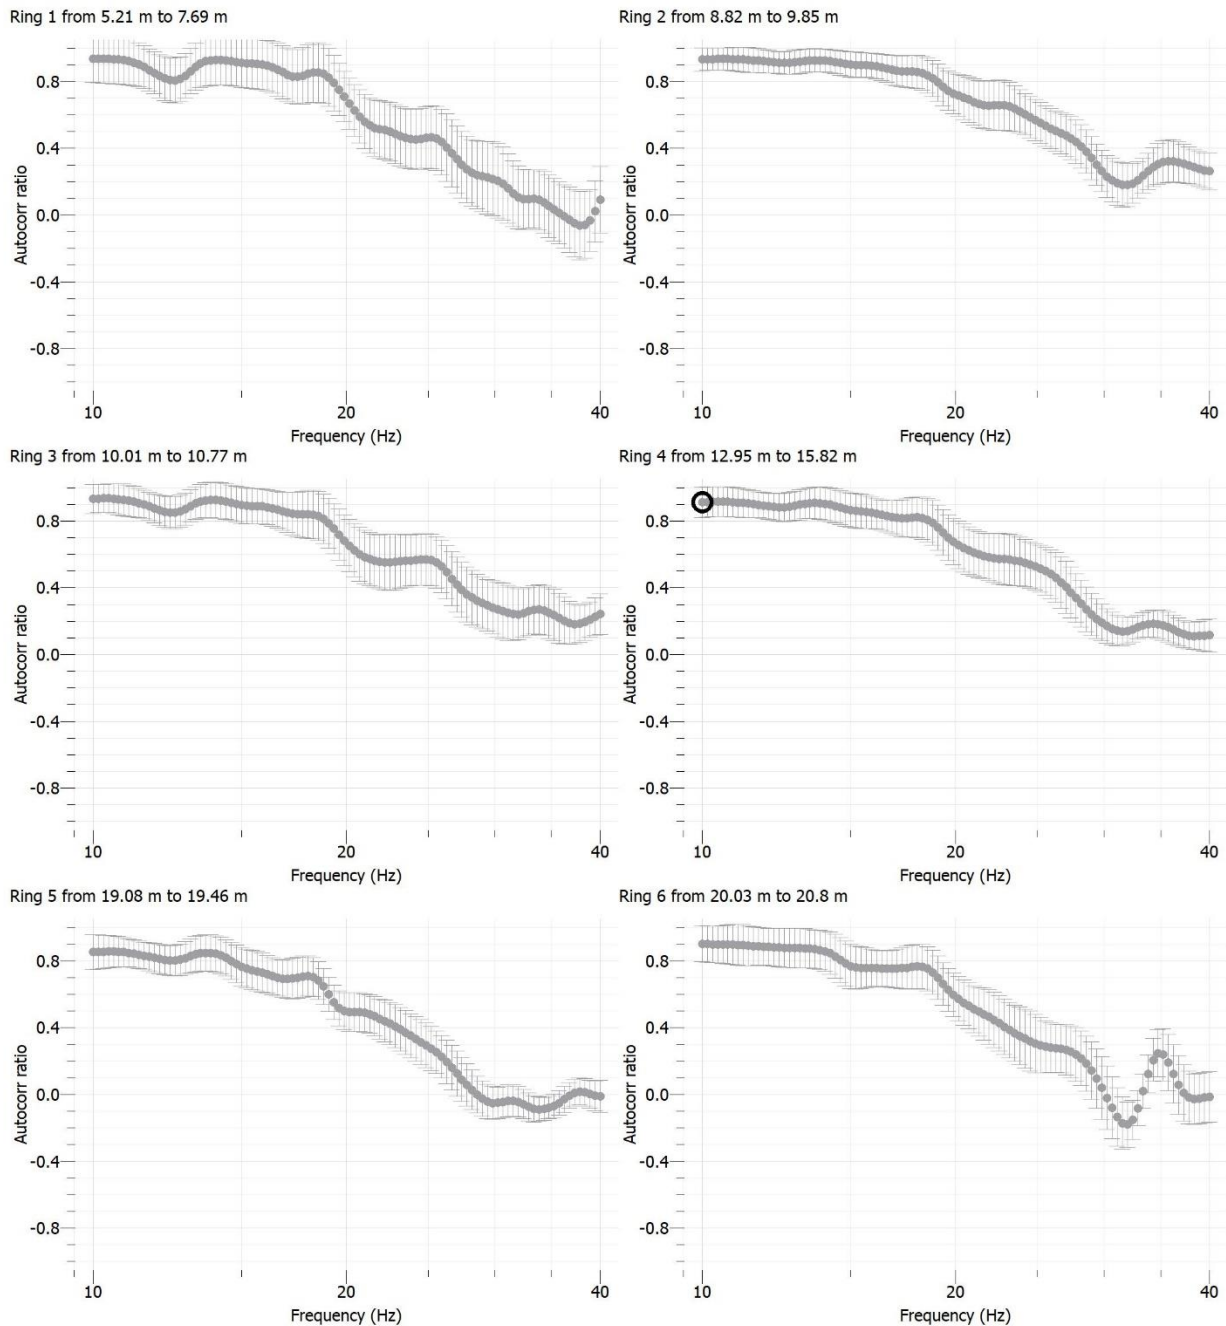 Ring 1 from 5.21 m to 7.69 m
Autocorr ratio
0.8
0.4
0.0
-0.4
-0.8
10
20
40
Frequency (Hz)
Ring 2 from 8.82 m to 9.85 m
Autocorr ratio
0.8
0.4
0.0
-0.4
-0.8
10
20
40
Frequency (Hz)
Ring 3 from 10.01 m to 10.77 m
Autocorr ratio
0.8
0.4
0.0
-0.4
-0.8
10
20
40
Frequency (Hz)
Ring 4 from 12.95 m to 15.82 m
Autocorr ratio
0.8
0.4
0.0
-0.4
-0.8
10
20
40
Frequency (Hz)
Ring 5 from 19.08 m to 19.46 m
Autocorr ratio
0.8
0.4
0.0
-0.4
-0.8
10
20
40
Frequency (Hz)
Ring 6 from 20.03 m to 20.8 m
Autocorr ratio
0.8
0.4
0.0
-0.4
-0.8
10
20
40
Frequency (Hz)